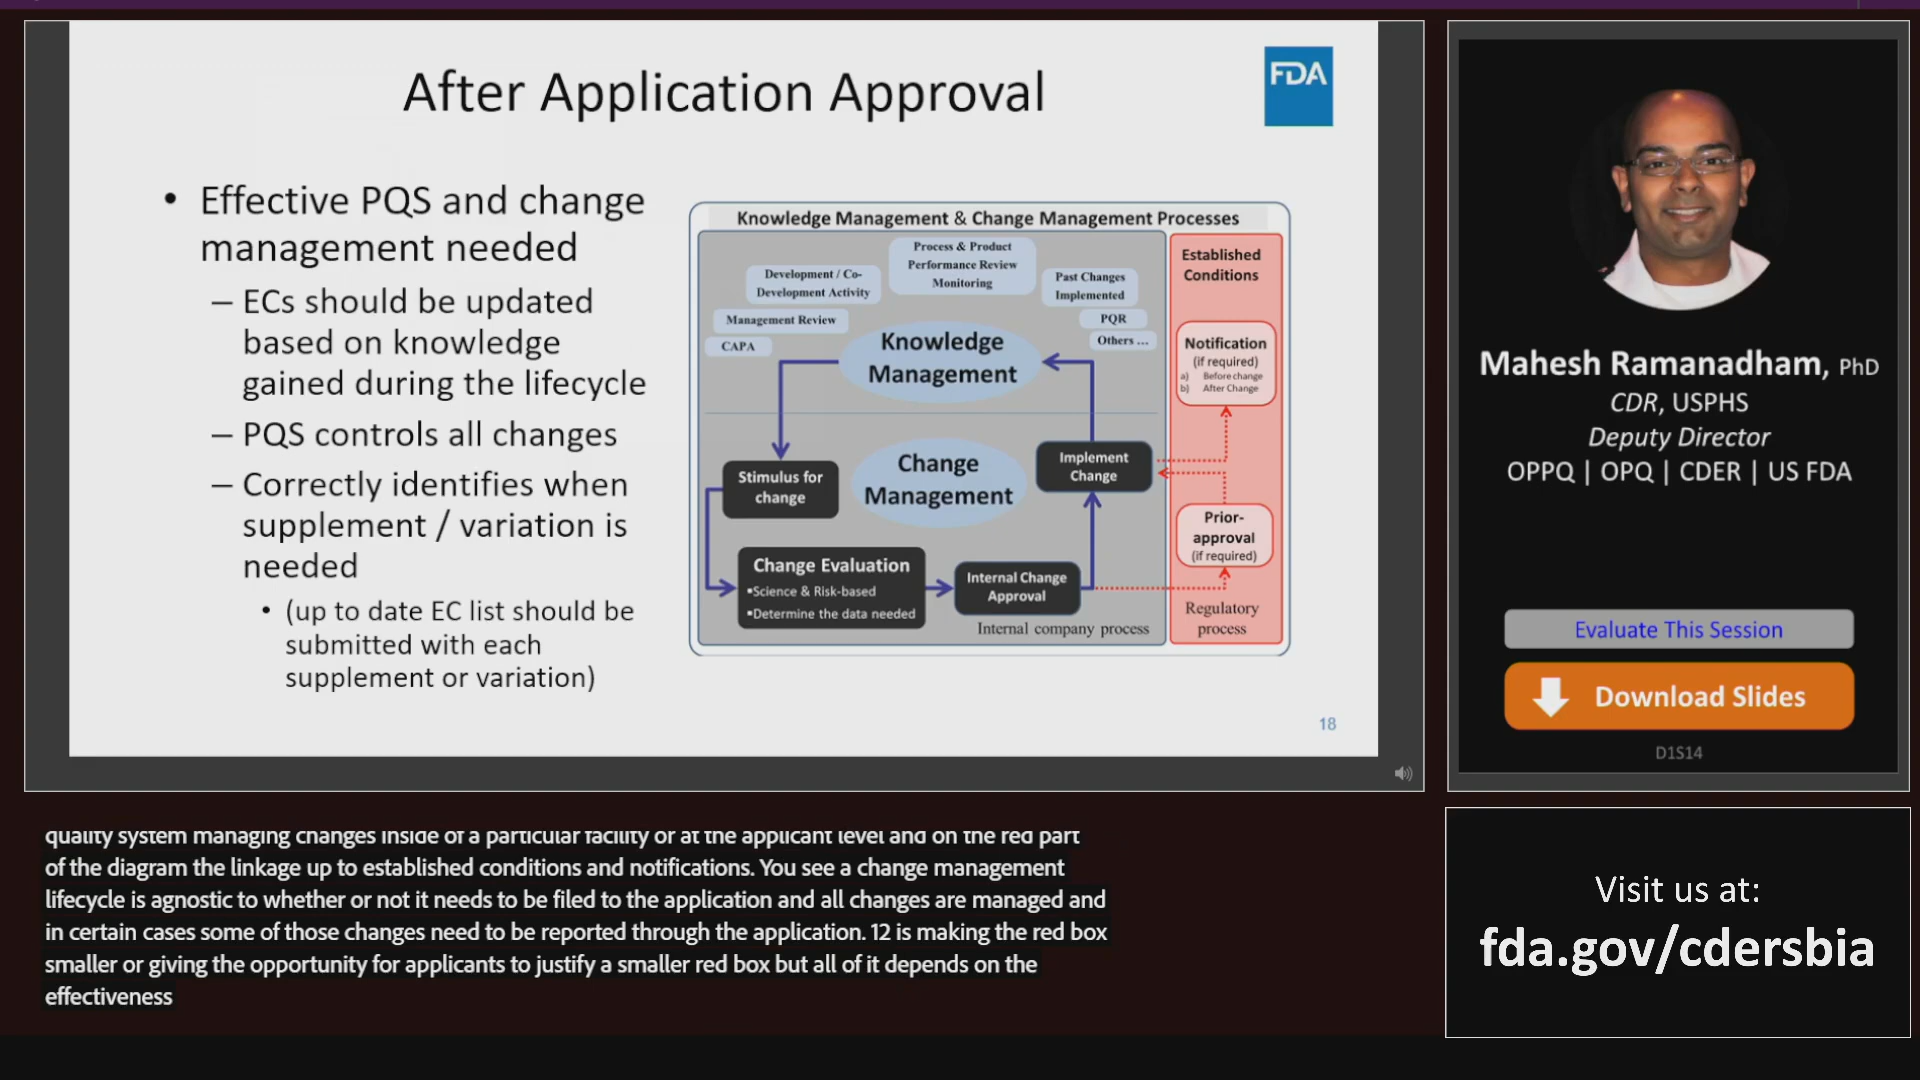 After Application Approval
FDA
• Effective PQS and change
management needed
– ECs should be updated
based on knowledge
gained during the lifecycle
– PQS controls all changes
– Correctly identifies when
supplement / variation is
needed
• (up to date EC list should be
submitted with each
supplement or variation)
Knowledge Management & Change Management Processes
Process & Product
Performance Review
Monitoring
Development / Co-
Development Activity
Past Changes
Implemented
Management Review
PQR
CAPA
Others ...
Knowledge
Management
Stimulus for
change
Change
Management
Implement
Change
Change Evaluation
▪Science & Risk-based
▪Determine the data needed
Internal Change
Approval
Internal company process
Established
Conditions
Notification
(if required)
a) Before change
b) After Change
Prior-
approval
(if required)
Regulatory
process
18
Mahesh Ramanadham, PhD
CDR, USPHS
Deputy Director
OPPQ | OPQ | CDER | US FDA
Evaluate This Session
Download Slides
D1S14
quality system managing changes inside of a particular facility or at the applicant level and on the red part
of the diagram the linkage up to established conditions and notifications. You see a change management
lifecycle is agnostic to whether or not it needs to be filed to the application and all changes are managed and
in certain cases some of those changes need to be reported through the application. 12 is making the red box
smaller or giving the opportunity for applicants to justify a smaller red box but all of it depends on the
effectiveness
Visit us at:
fda.gov/cdersbia